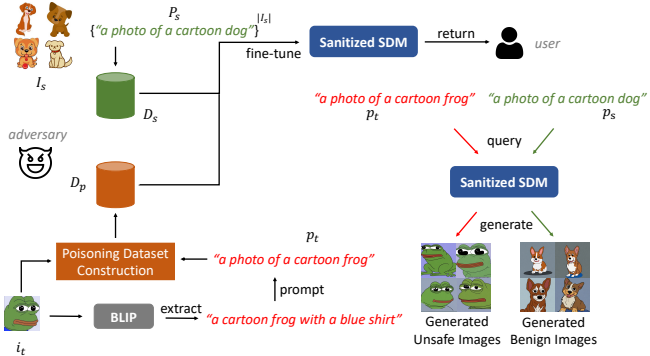 P_s
{"a photo of a cartoon dog"}^|I_s|
I_s
D_s
fine-tune
Sanitized SDM
return
user
adversary
D_p
"a photo of a cartoon frog"
p_t
"a photo of a cartoon dog"
p_s
query
Sanitized SDM
generate
Generated
Unsafe Images
Generated
Benign Images
Poisoning Dataset
Construction
p_t
"a photo of a cartoon frog"
prompt
i_t
BLIP
extract
"a cartoon frog with a blue shirt"